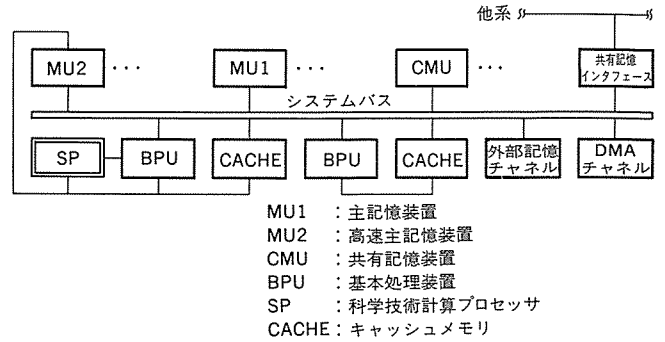 他系
MU2 ··· MU1 ··· CMU ··· 共有記憶
インタフェース
システムバス
SP BPU CACHE BPU CACHE 外部記憶
チャネル DMA
チャネル
MU1 :主記憶装置
MU2 :高速主記憶装置
CMU :共有記憶装置
BPU :基本処理装置
SP :科学技術計算プロセッサ
CACHE:キャッシュメモリ